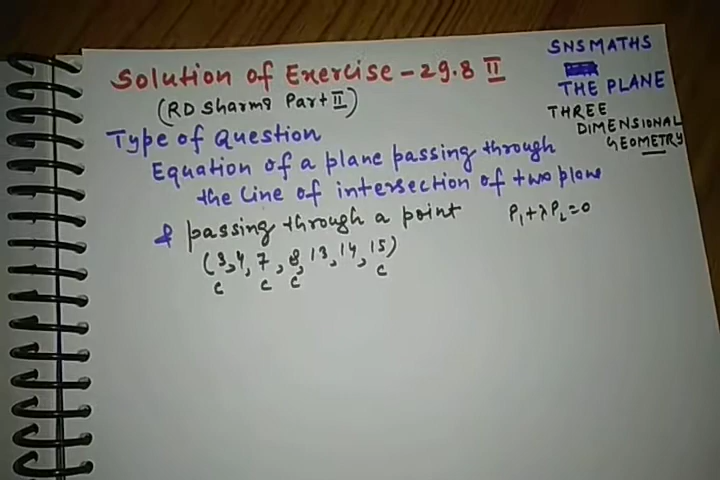 Solution of Exercise - 29.8 II
(RD Sharma Part II)
Type of Question
Equation of a plane passing through
the line of intersection of two plane
& passing through a point
(3, 4, 7, 8, 13, 14, 15)
c c c c
P₁+λP₂=0
SNSMATHS
THE PLANE
THREE
DIMENSIONAL
GEOMETRY